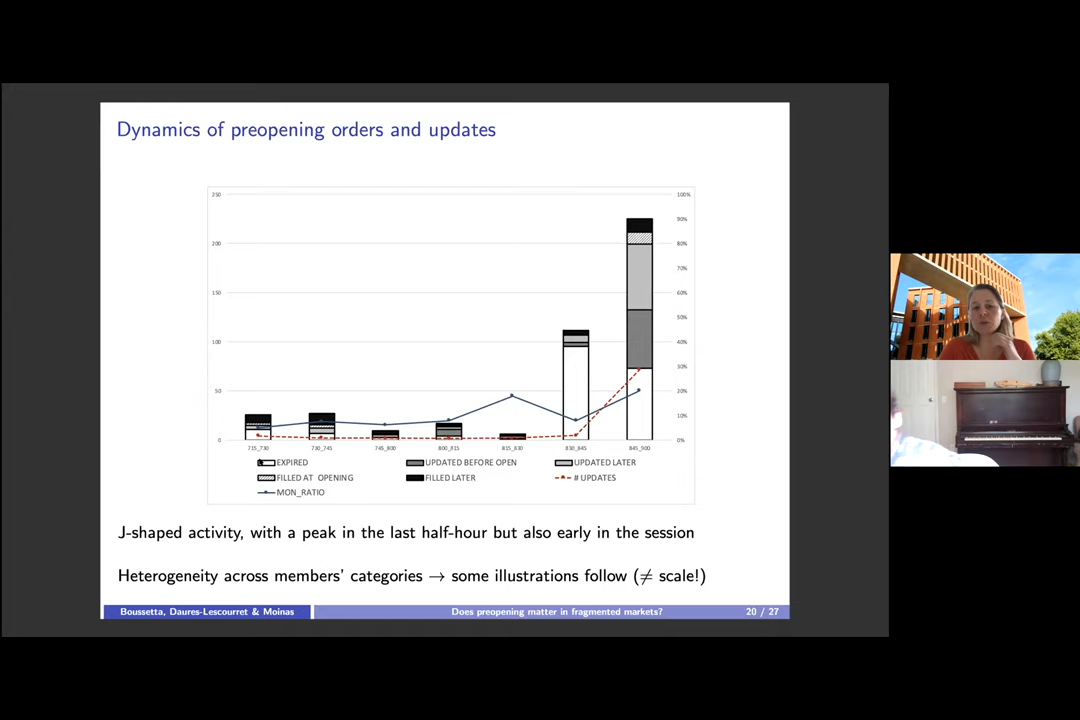 Dynamics of preopening orders and updates
250 100%
90%
200 80%
70%
150 60%
50%
100 40%
30%
50 20%
10%
0 0%
715_730 730_745 745_800 800_815 815_830 830_845 845_900
EXPIRED UPDATED BEFORE OPEN UPDATED LATER
FILLED AT OPENING FILLED LATER # UPDATES
MON_RATIO
J-shaped activity, with a peak in the last half-hour but also early in the session
Heterogeneity across members' categories → some illustrations follow (≠ scale!)
Boussetta, Daures-Lescourret & Moinas Does preopening matter in fragmented markets? 20 / 27